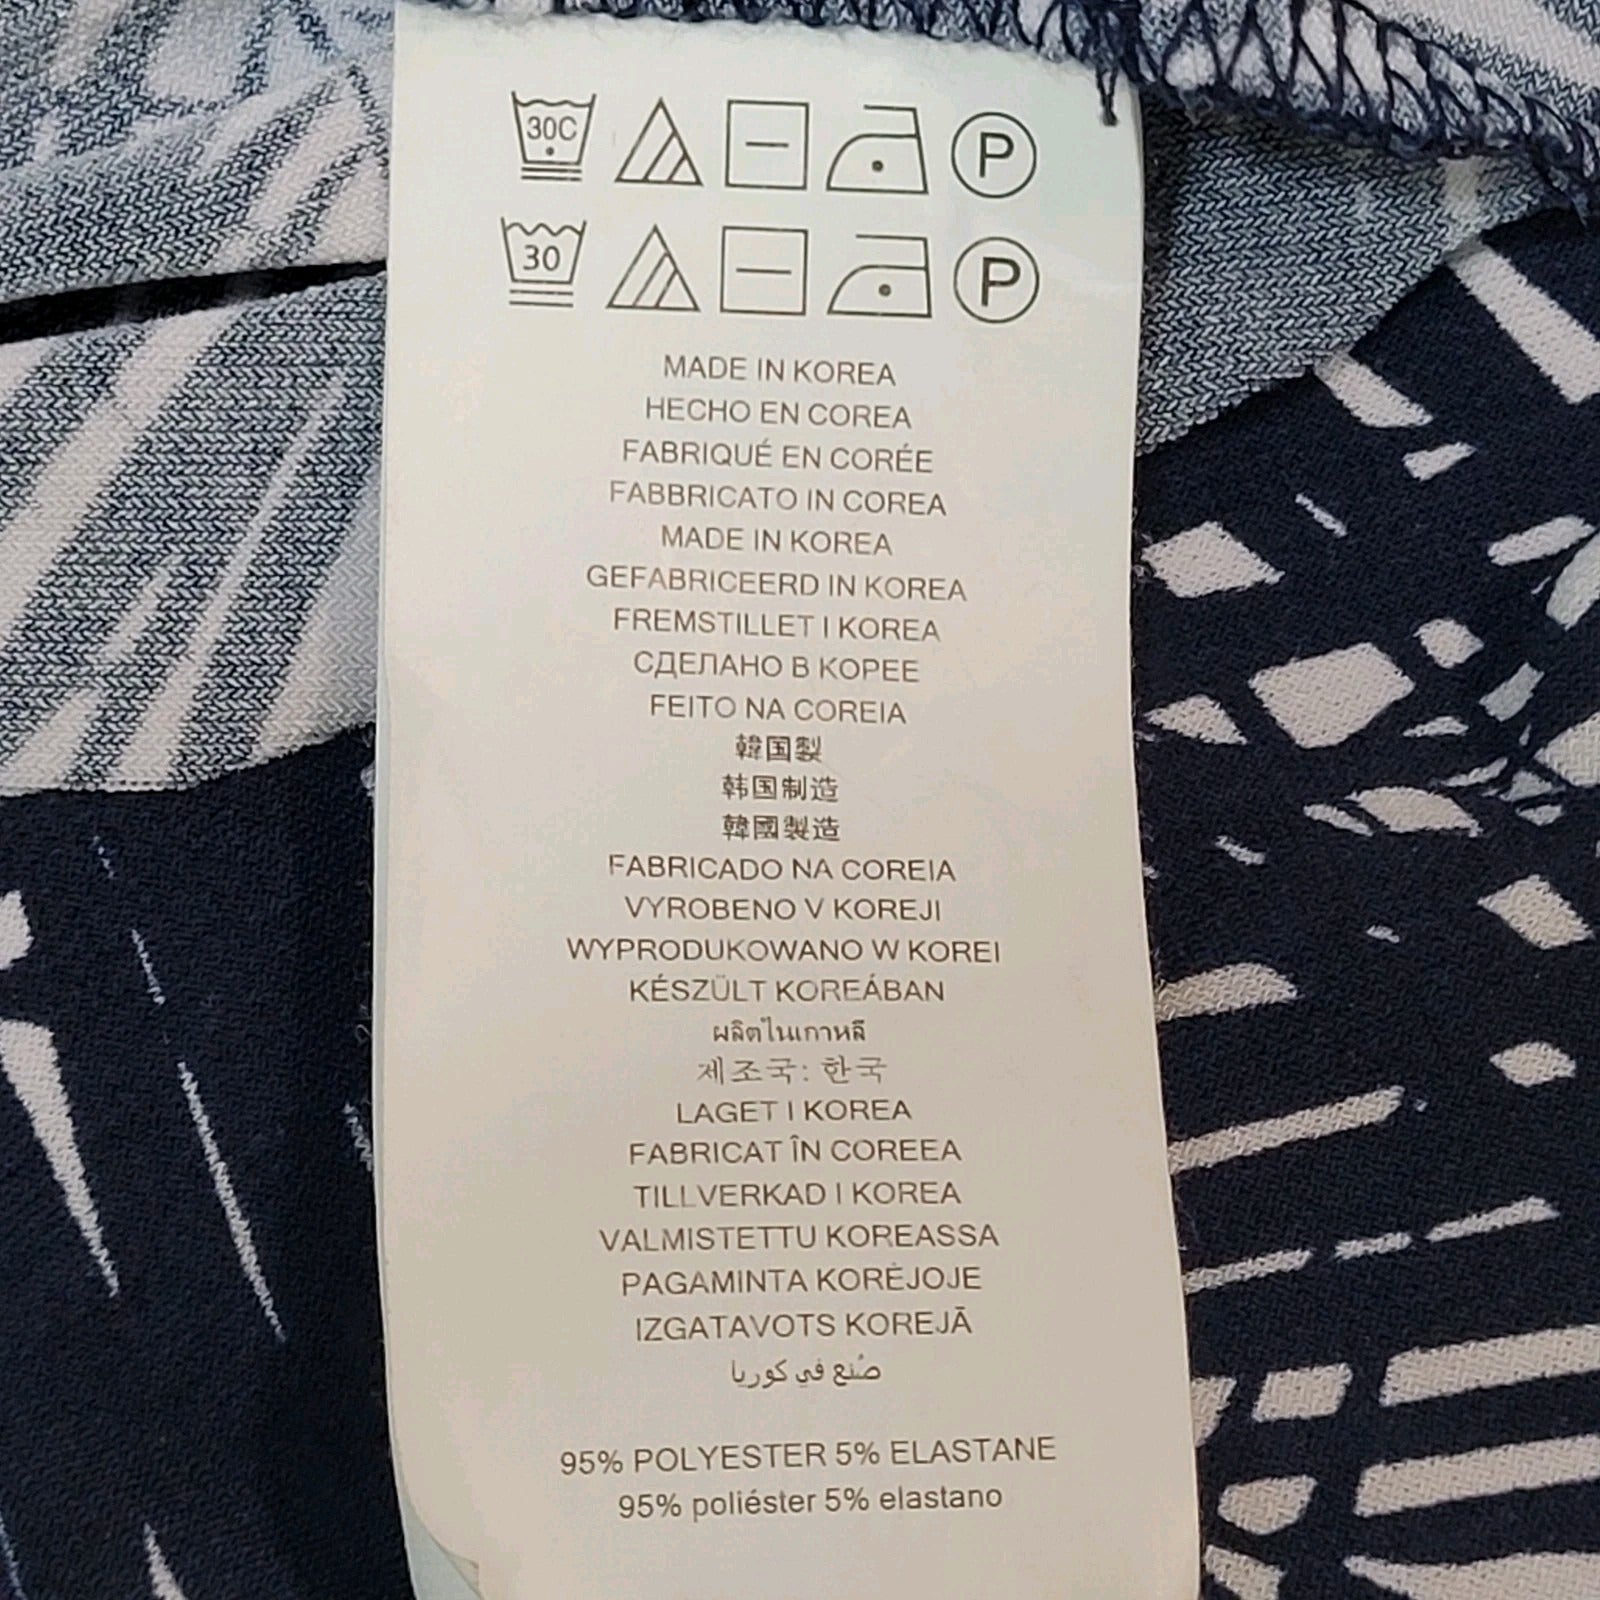 30C P
30 P
MADE IN KOREA
HECHO EN COREA
FABRIQUÉ EN CORÉE
FABBRICATO IN COREA
MADE IN KOREA
GEFABRICEERD IN KOREA
FREMSTILLET I KOREA
СДЕЛАНО В КОРЕЕ
FEITO NA COREIA
韓国製
韩国制造
韓國製造
FABRICADO NA COREIA
VYROBENO V KOREJI
WYPRODUKOWANO W KOREI
KÉSZÜLT KOREÁBAN
ผลิตในเกาหลี
제조국: 한국
LAGET I KOREA
FABRICAT ÎN COREEA
TILLVERKAD I KOREA
VALMISTETTU KOREASSA
PAGAMINTA KORĖJOJE
IZGATAVOTS KOREJĀ
صُنع في كوريا
95% POLYESTER 5% ELASTANE
95% poliéster 5% elastano